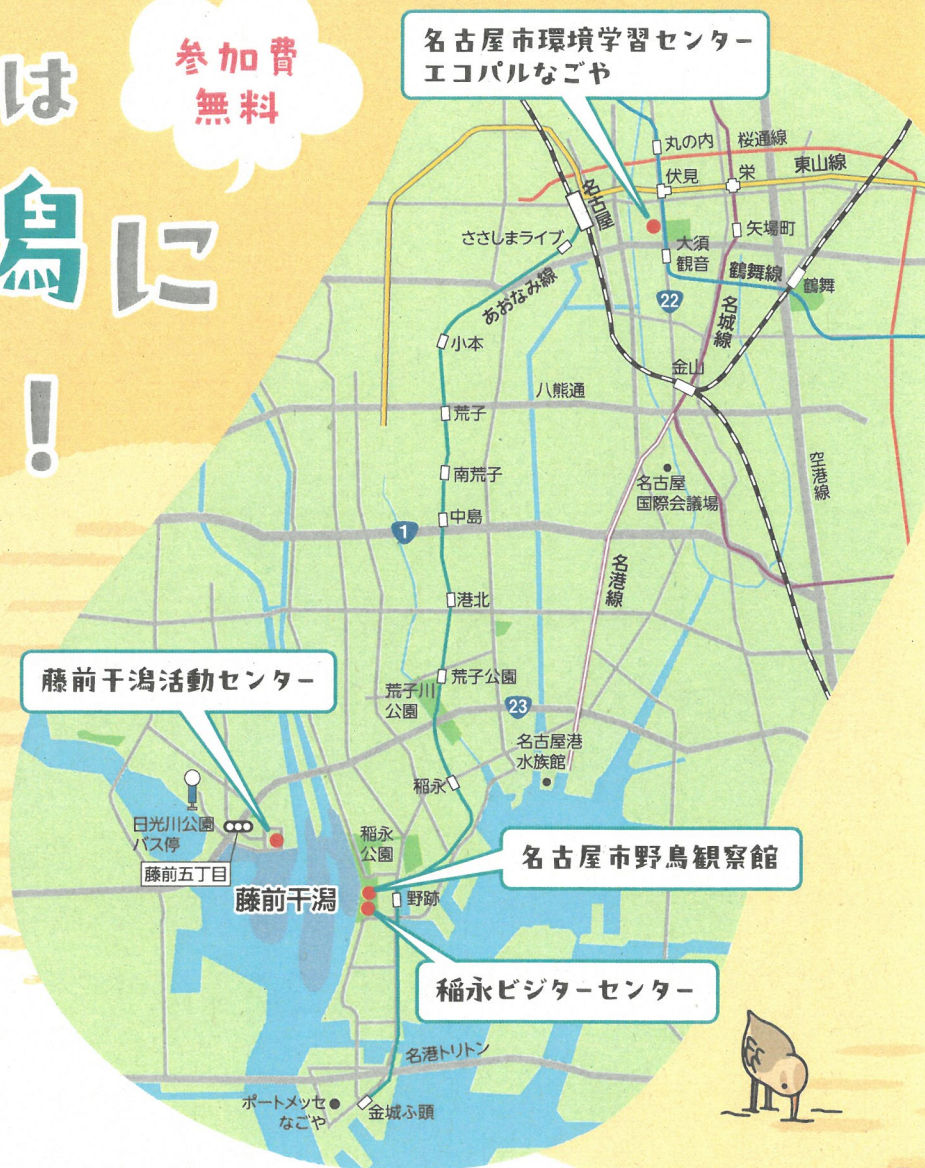 は
潟に
！
参加費
無料
名古屋市環境学習センター
エコパルなごや
丸の内
桜通線
東山線
伏見
栄
名古屋
矢場町
ささしまライブ
大須
観音
鶴舞線
鶴舞
あおなみ線
22
名城線
小本
金山
八熊通
荒子
空港線
南荒子
名古屋
国際会議場
中島
1
名港線
港北
藤前干潟活動センター
荒子公園
荒子川
公園
23
名古屋港
水族館
稲永
日光川公園
バス停
稲永
公園
藤前五丁目
名古屋市野鳥観察館
藤前干潟
野跡
稲永ビジターセンター
名港トリトン
ポートメッセ
なごや
金城ふ頭